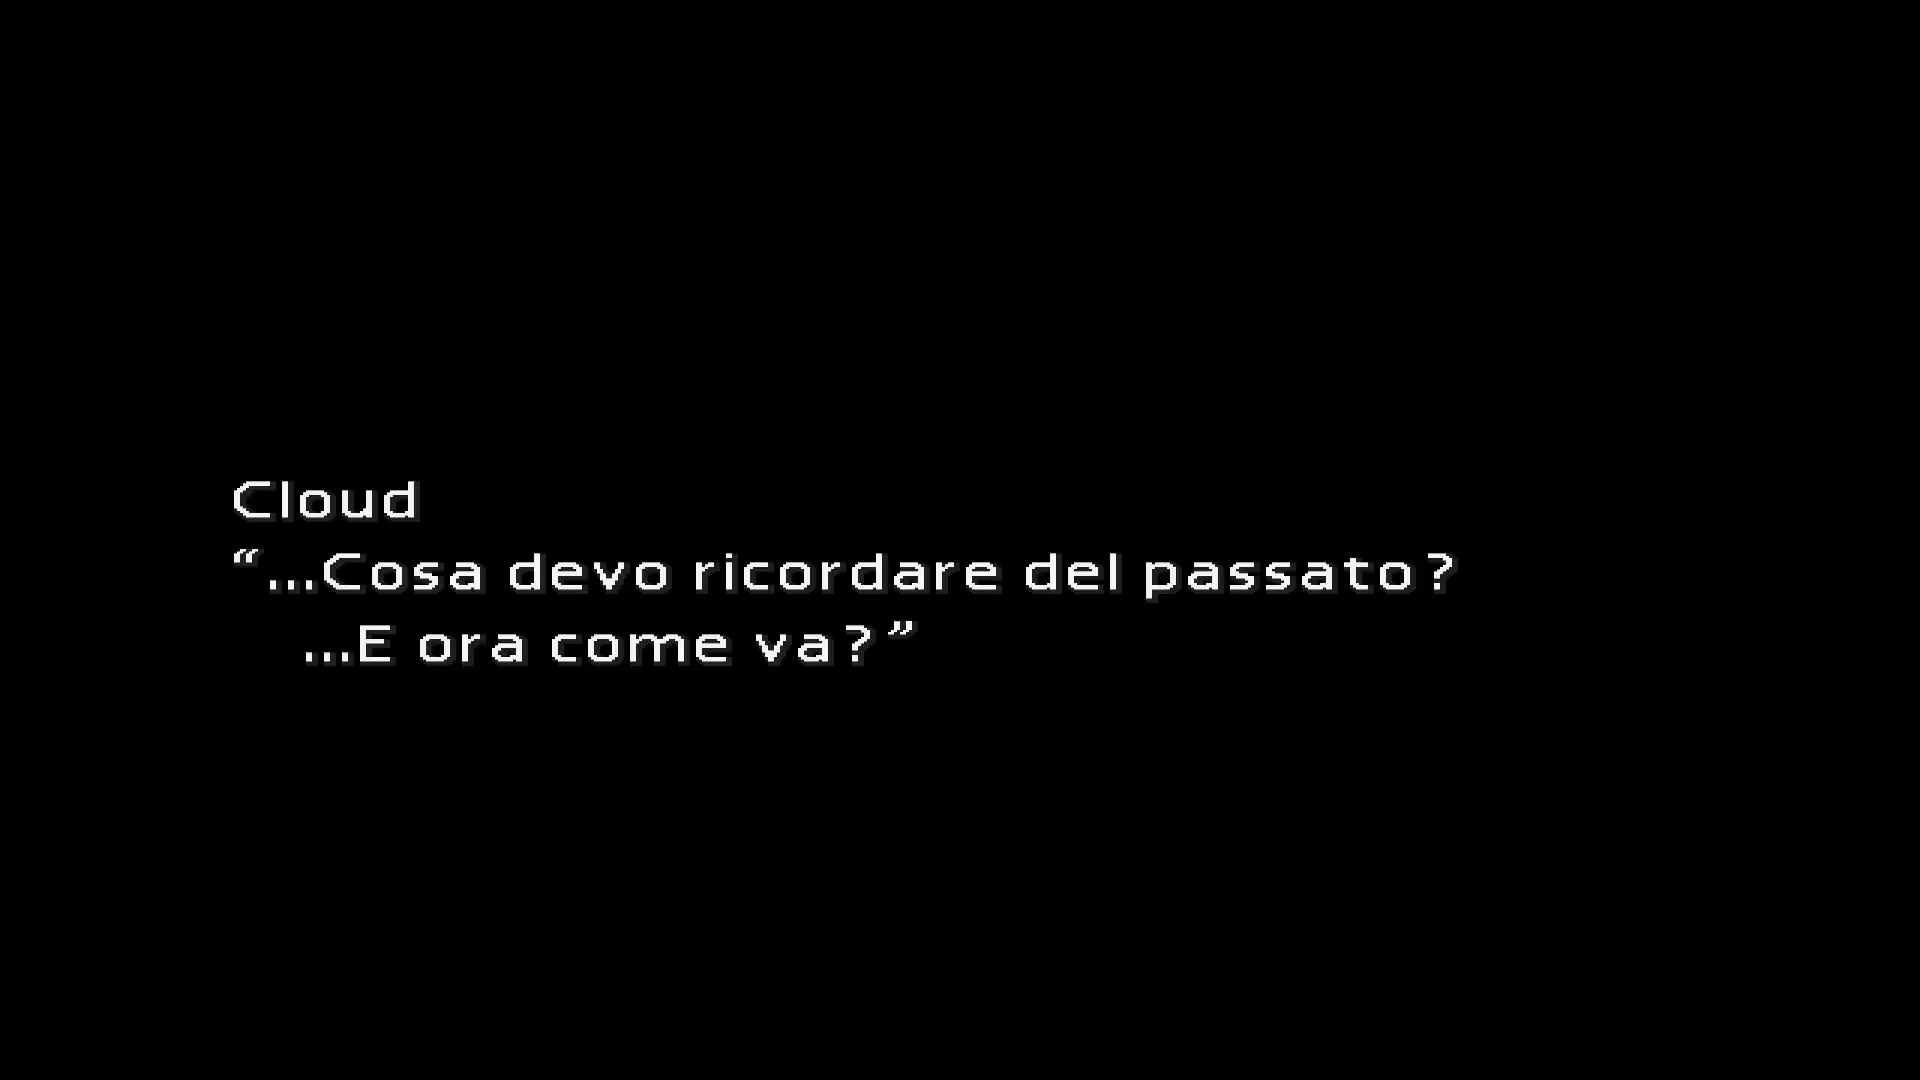 Cloud
“...Cosa devo ricordare del passato?
...E ora come va?”